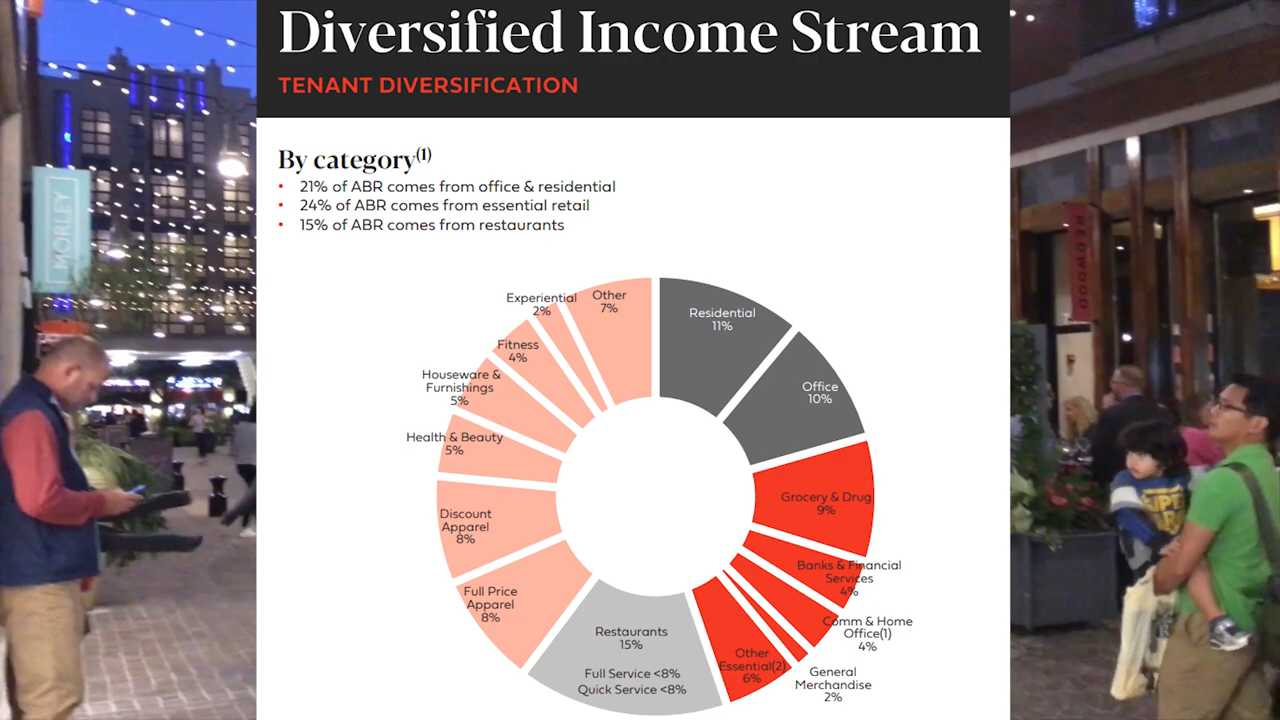 Diversified Income Stream
TENANT DIVERSIFICATION
By category(1)
• 21% of ABR comes from office & residential
• 24% of ABR comes from essential retail
• 15% of ABR comes from restaurants
Experiential
2%
Other
7%
Residential
11%
Fitness
4%
Office
10%
Houseware &
Furnishings
5%
Health & Beauty
5%
Grocery & Drug
9%
Discount
Apparel
8%
Banks & Financial
Services
4%
Full Price
Apparel
8%
Comm & Home
Office(1)
4%
Restaurants
15%
Full Service <8%
Quick Service <8%
Other
Essential(2)
6%
General
Merchandise
2%
MORLEY
REDWOOD